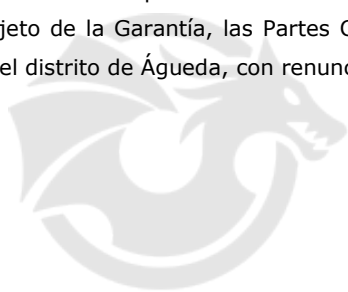 jeto de la Garantía, las Partes C
el distrito de Águeda, con renunc